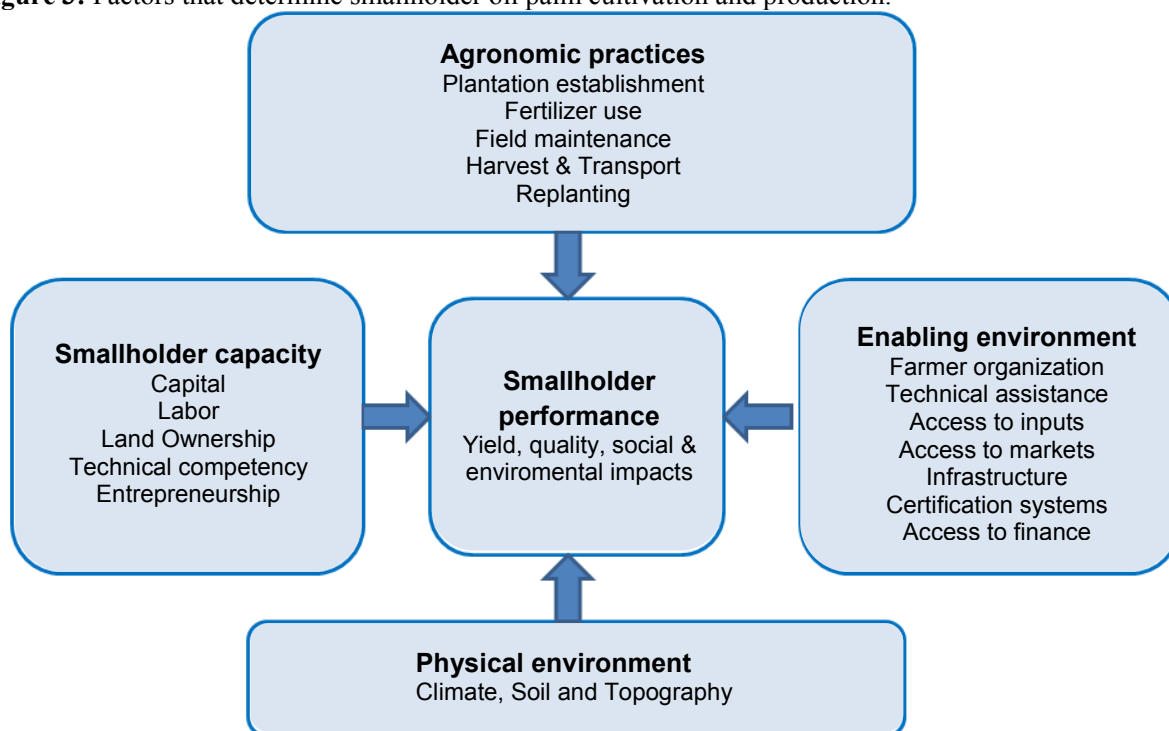 gure 3: Factors that determine smallholder oil palm cultivation and production.
Agronomic practices
Plantation establishment
Fertilizer use
Field maintenance
Harvest & Transport
Replanting
Smallholder capacity
Capital
Labor
Land Ownership
Technical competency
Entrepreneurship
Smallholder
performance
Yield, quality, social &
enviromental impacts
Enabling environment
Farmer organization
Technical assistance
Access to inputs
Access to markets
Infrastructure
Certification systems
Access to finance
Physical environment
Climate, Soil and Topography